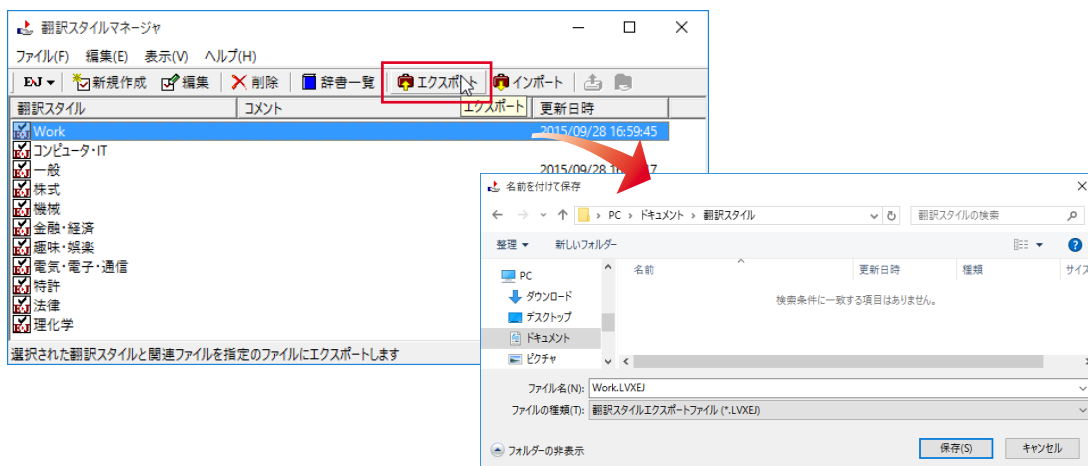 翻訳スタイルマネージャ
ファイル(F) 編集(E) 表示(V) ヘルプ(H)
EJ 新規作成 編集 削除 辞書一覧 エクスポート インポート
翻訳スタイル コメント エクスポート 更新日時
Work 2015/09/28 16:59:45
コンピュータ・IT
一般 2015/09/28
株式
機械
金融・経済
趣味・娯楽
電気・電子・通信
特許
法律
理化学
選択された翻訳スタイルと関連ファイルを指定のファイルにエクスポートします
名前を付けて保存
PC › ドキュメント › 翻訳スタイル 翻訳スタイルの検索
整理 新しいフォルダー
名前 更新日時 種類 サイズ
PC
ダウンロード
デスクトップ
ドキュメント
ピクチャ
検索条件に一致する項目はありません。
ファイル名(N): Work.LVXEJ
ファイルの種類(T): 翻訳スタイルエクスポートファイル (*.LVXEJ)
フォルダーの非表示 保存(S) キャンセル